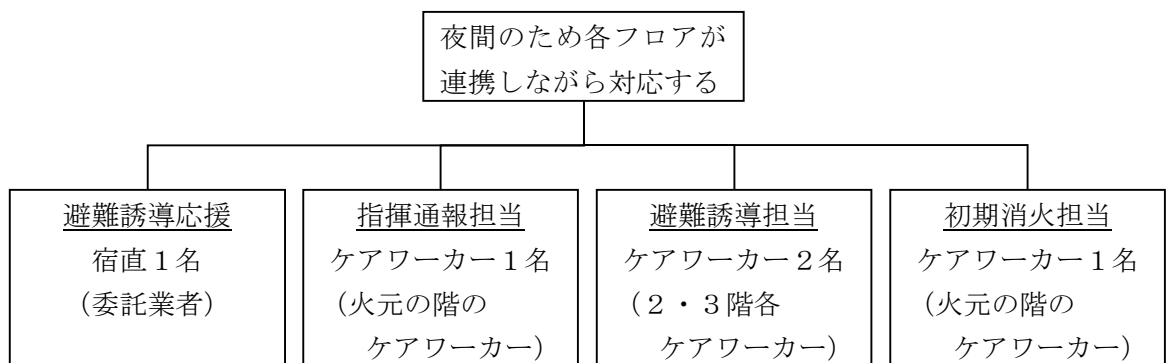 夜間のため各フロアが
連携しながら対応する
避難誘導応援
宿直１名
（委託業者）
指揮通報担当
ケアワーカー１名
（火元の階の
ケアワーカー）
避難誘導担当
ケアワーカー２名
（２・３階各
ケアワーカー）
初期消火担当
ケアワーカー１名
（火元の階の
ケアワーカー）